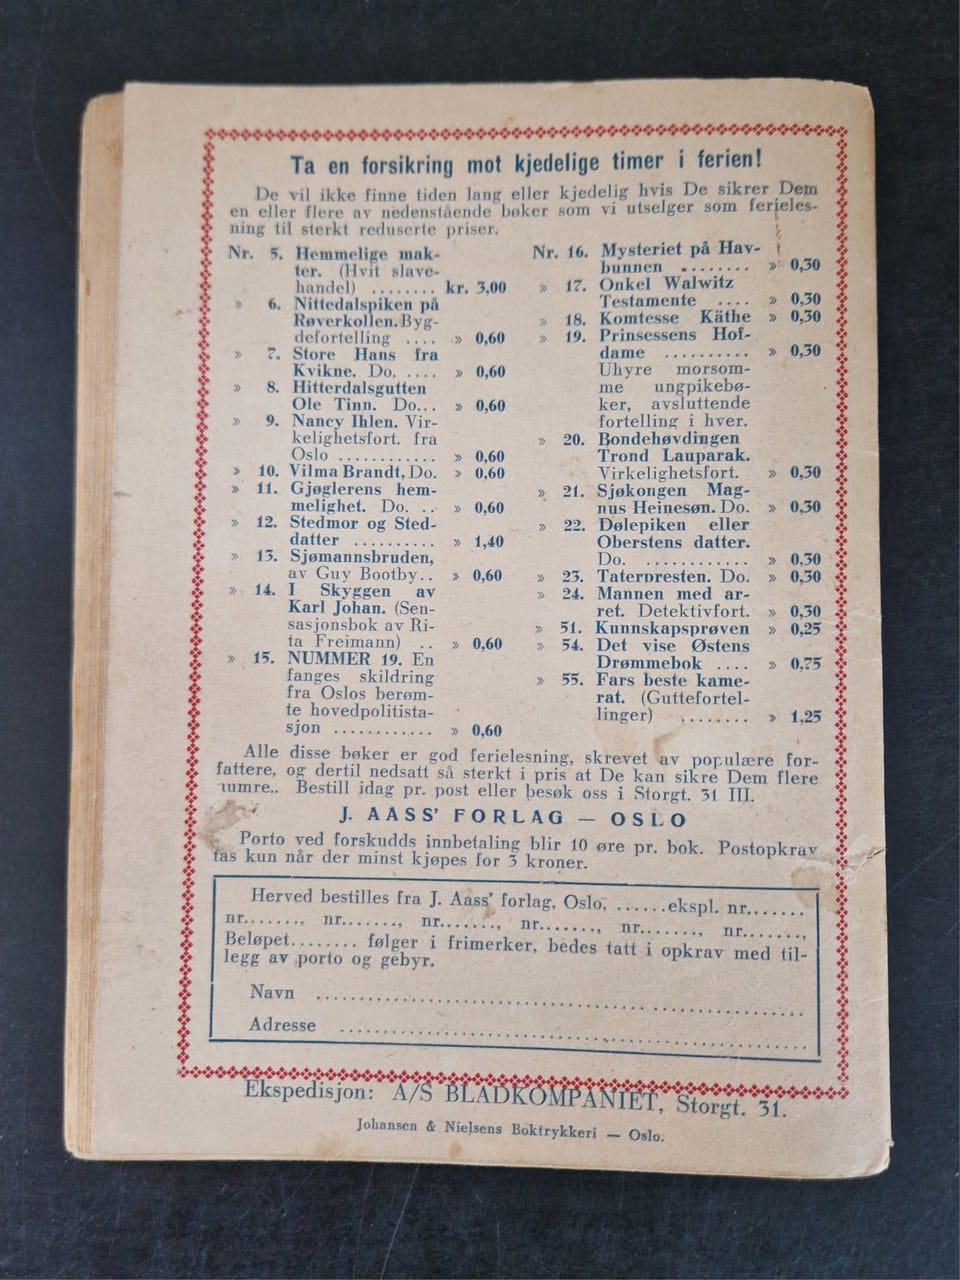 Ta en forsikring mot kjedelige timer i ferien!
De vil ikke finne tiden lang eller kjedelig hvis De sikrer Dem
en eller flere av nedenstående bøker som vi utselger som ferieles-
ning til sterkt reduserte priser.
Nr. 5. Hemmelige mak-
ter. (Hvit slave-
handel) ........ kr. 3,00
» 6. Nittedalspiken på
Røverkollen. Byg-
defortelling .... » 0,60
» 7. Store Hans fra
Kvikne. Do. .... » 0,60
» 8. Hitterdalsgutten
Ole Tinn. Do... » 0,60
» 9. Nancy Ihlen. Vir-
kelighetsfort. fra
Oslo ............ » 0,60
» 10. Vilma Brandt, Do. » 0,60
» 11. Gjøglerens hem-
melighet. Do. .. » 0,60
» 12. Stedmor og Sted-
datter .......... » 1,40
» 13. Sjømannsbruden,
av Guy Bootby.. » 0,60
» 14. I Skyggen av
Karl Johan. (Sen-
sasjonsbok av Ri-
ta Freimann) .. » 0,60
» 15. NUMMER 19. En
fanges skildring
fra Oslos berøm-
te hovedpolitista-
sjon ............ » 0,60
Nr. 16. Mysteriet på Hav-
bunnen ........ » 0,30
» 17. Onkel Walwitz
Testamente .... » 0,30
» 18. Komtesse Käthe » 0,30
» 19. Prinsessens Hof-
dame .......... » 0,30
Uhyre morsom-
me ungpikebø-
ker, avsluttende
fortelling i hver.
» 20. Bondehøvdingen
Trond Lauparak.
Virkelighetsfort. » 0,30
» 21. Sjøkongen Mag-
nus Heinesøn. Do. » 0,30
» 22. Dølepiken eller
Oberstens datter.
Do. ............ » 0,30
» 23. Taterpresten. Do. » 0,30
» 24. Mannen med ar-
ret. Detektivfort. » 0,30
» 51. Kunnskapsprøven » 0,25
» 54. Det vise Østens
Drømmebok .... » 0,75
» 55. Fars beste kame-
rat. (Guttefortel-
linger) ........ » 1,25
Alle disse bøker er god ferielesning, skrevet av populære for-
fattere, og dertil nedsatt så sterkt i pris at De kan sikre Dem flere
numre.. Bestill idag pr. post eller besøk oss i Storgt. 31 III.
J. AASS' FORLAG — OSLO
Porto ved forskudds innbetaling blir 10 øre pr. bok. Postopkrav
tas kun når der minst kjøpes for 3 kroner.
Herved bestilles fra J. Aass' forlag, Oslo, ......ekspl. nr.......
nr......., nr......., nr......., nr......., nr......., nr.......,
Beløpet........ følger i frimerker, bedes tatt i opkrav med til-
legg av porto og gebyr.
Navn ..............................
Adresse ..............................
Ekspedisjon: A/S BLADKOMPANIET, Storgt. 31.
Johansen & Nielsens Boktrykkeri — Oslo.